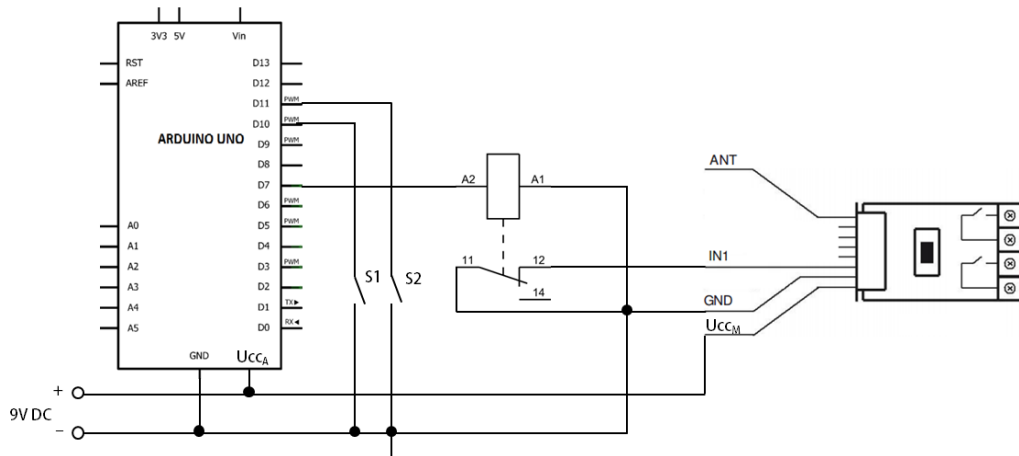 3V3 5V Vin
RST
AREF
ARDUINO UNO
A0
A1
A2
A3
A4
A5
D13
D12
D11 PWM
D10 PWM
D9 PWM
D8
D7
D6 PWM
D5 PWM
D4
D3 PWM
D2
D1 TX▶
D0 RX◀
GND UccA
S1 S2
A2 A1
11 12
14
ANT
IN1
GND
UccM
+
9V DC
−